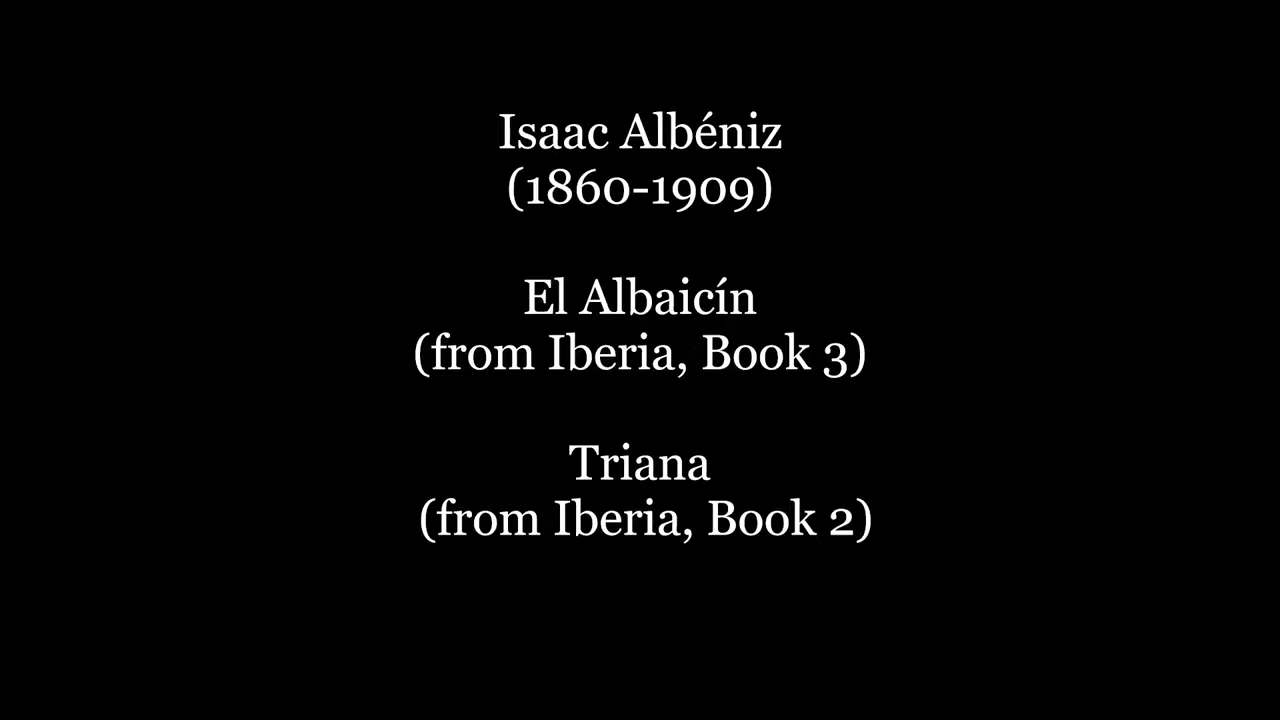 Isaac Albéniz
(1860-1909)
El Albaicín
(from Iberia, Book 3)
Triana
(from Iberia, Book 2)